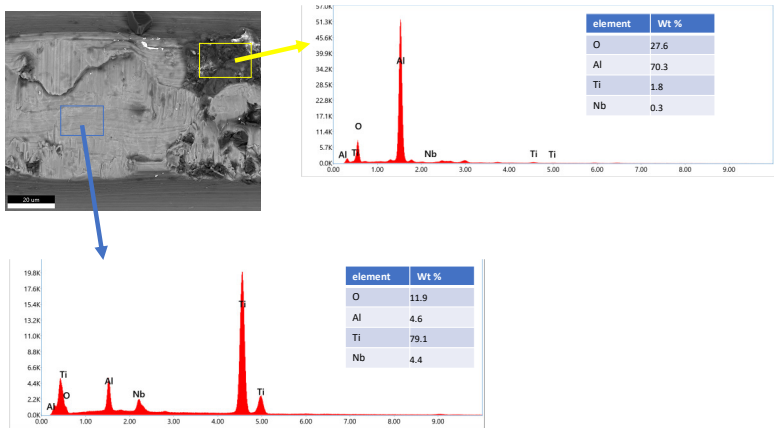 57.0K
51.3K
45.6K
39.9K
34.2K
28.5K
22.8K
17.1K
11.4K
5.7K
0.0K
Al
O
Al
Ti
Nb
Ti
Ti
0.00 1.00 2.00 3.00 4.00 5.00 6.00 7.00 8.00 9.00
element Wt %
O 27.6
Al 70.3
Ti 1.8
Nb 0.3
20 um
19.8K
17.6K
15.4K
13.2K
11.0K
8.8K
6.6K
4.4K
2.2K
0.0K
Ti
Ti
Al
O
Al
Nb
Ti
0.00 1.00 2.00 3.00 4.00 5.00 6.00 7.00 8.00 9.00
element Wt %
O 11.9
Al 4.6
Ti 79.1
Nb 4.4